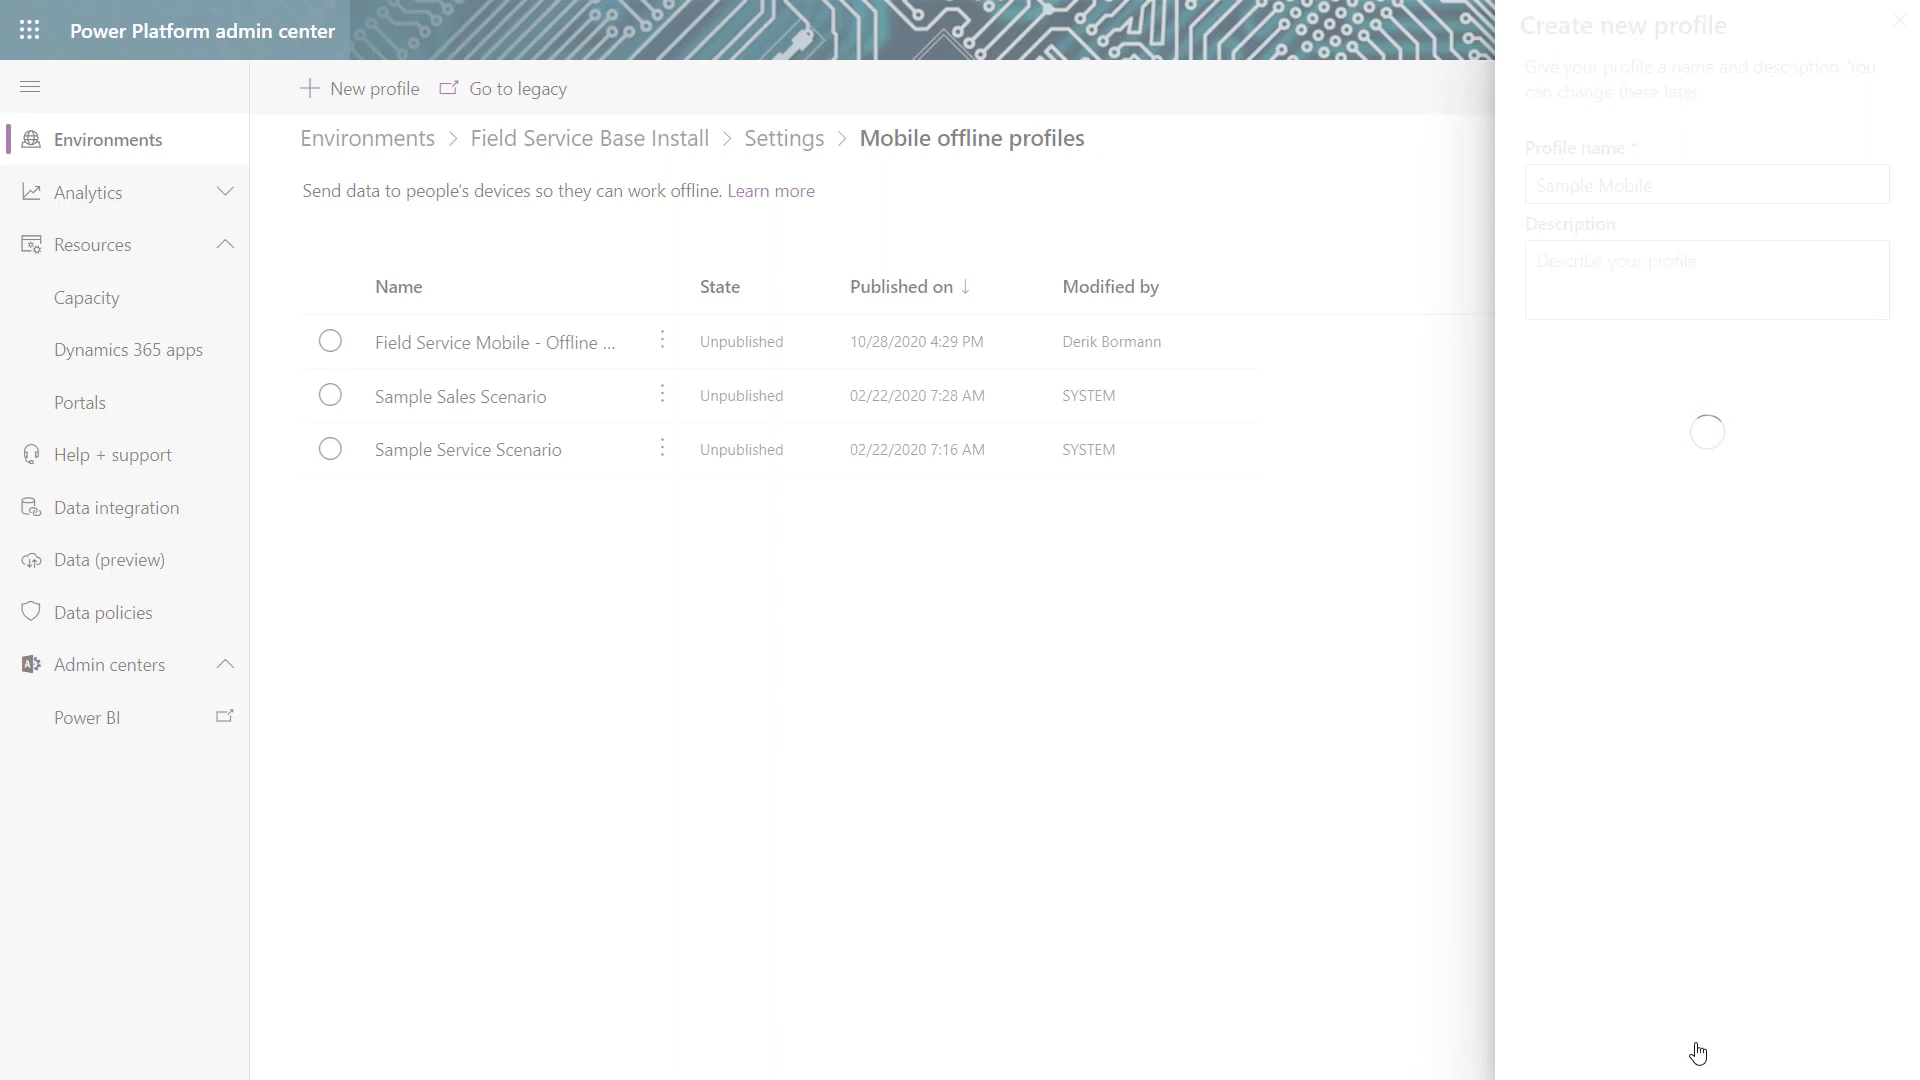 Power Platform admin center
New profile
Go to legacy
Environments
Analytics
Resources
Capacity
Dynamics 365 apps
Portals
Help + support
Data integration
Data (preview)
Data policies
Admin centers
Power BI
Environments > Field Service Base Install > Settings > Mobile offline profiles
Send data to people's devices so they can work offline. Learn more
Name State Published on ↓ Modified by
Field Service Mobile - Offline ... Unpublished 10/28/2020 4:29 PM Derik Bormann
Sample Sales Scenario Unpublished 02/22/2020 7:28 AM SYSTEM
Sample Service Scenario Unpublished 02/22/2020 7:16 AM SYSTEM
Create new profile
Give your profile a name and description. You
can change these later.
Profile name *
Sample Mobile
Description
Describe your profile